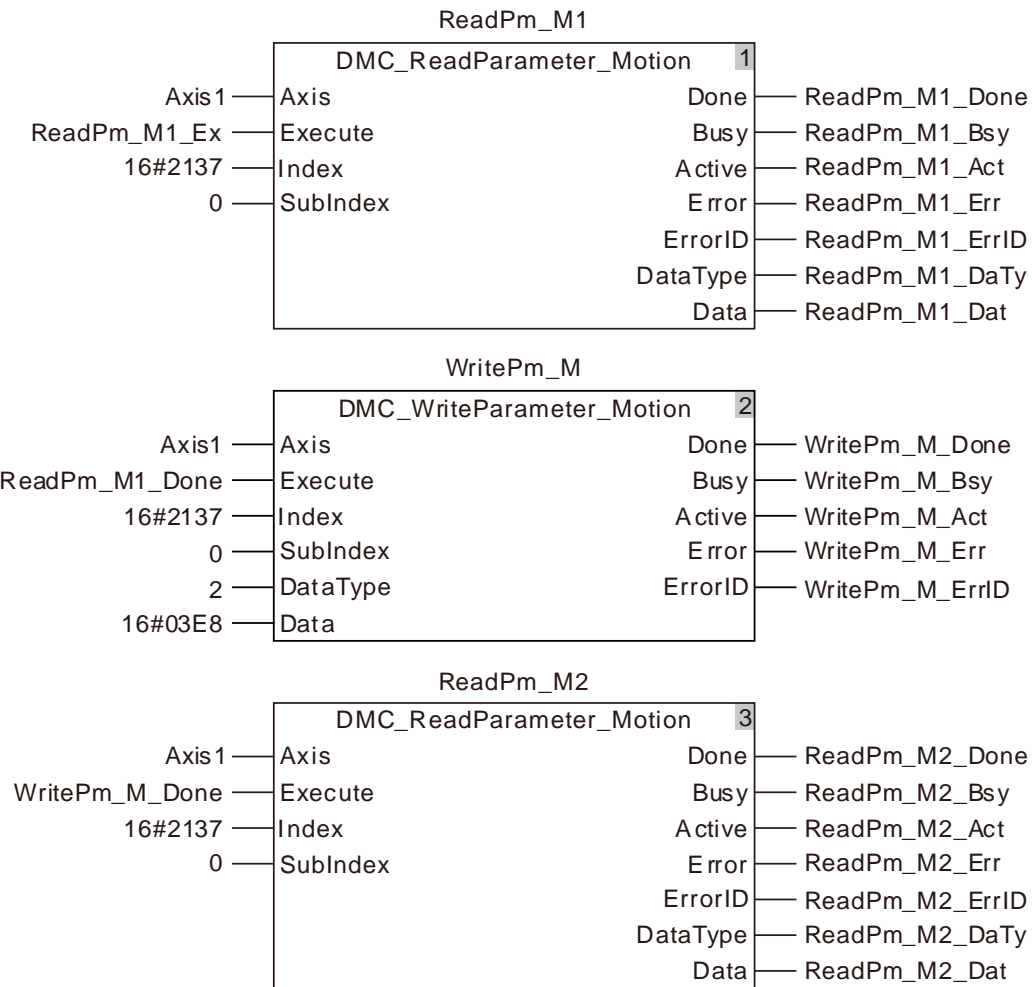 ReadPm_M1
DMC_ReadParameter_Motion 1
Axis1 Axis Done ReadPm_M1_Done
ReadPm_M1_Ex Execute Busy ReadPm_M1_Bsy
16#2137 Index Active ReadPm_M1_Act
0 SubIndex Error ReadPm_M1_Err
ErrorID ReadPm_M1_ErrID
DataType ReadPm_M1_DaTy
Data ReadPm_M1_Dat
WritePm_M
DMC_WriteParameter_Motion 2
Axis1 Axis Done WritePm_M_Done
ReadPm_M1_Done Execute Busy WritePm_M_Bsy
16#2137 Index Active WritePm_M_Act
0 SubIndex Error WritePm_M_Err
2 DataType ErrorID WritePm_M_ErrID
16#03E8 Data
ReadPm_M2
DMC_ReadParameter_Motion 3
Axis1 Axis Done ReadPm_M2_Done
WritePm_M_Done Execute Busy ReadPm_M2_Bsy
16#2137 Index Active ReadPm_M2_Act
0 SubIndex Error ReadPm_M2_Err
ErrorID ReadPm_M2_ErrID
DataType ReadPm_M2_DaTy
Data ReadPm_M2_Dat